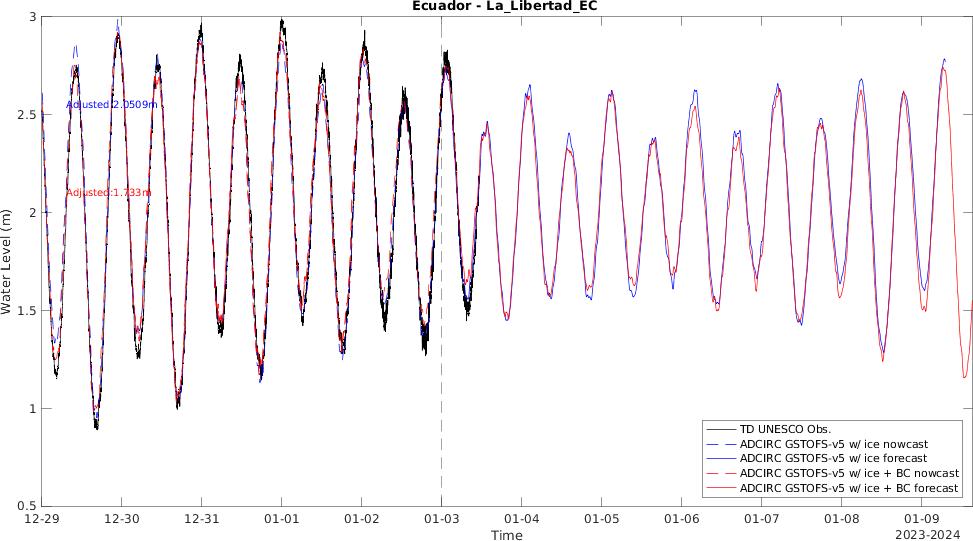 Ecuador - La_Libertad_EC
3
2.5
2
1.5
1
0.5
Water Level (m)
Adjusted:2.0509m
Adjusted:1.733m
TD UNESCO Obs.
ADCIRC GSTOFS-v5 w/ ice nowcast
ADCIRC GSTOFS-v5 w/ ice forecast
ADCIRC GSTOFS-v5 w/ ice + BC nowcast
ADCIRC GSTOFS-v5 w/ ice + BC forecast
12-29 12-30 12-31 01-01 01-02 01-03 01-04 01-05 01-06 01-07 01-08 01-09
Time
2023-2024